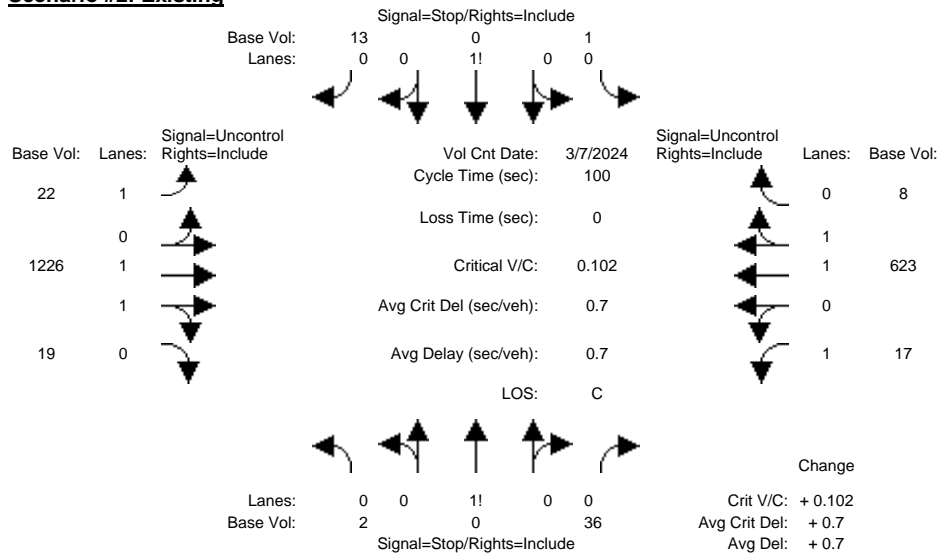 Scenario #2: Existing
Signal=Stop/Rights=Include
Base Vol: 13 0 1
Lanes: 0 0 1! 0 0
Signal=Uncontrol
Rights=Include
Base Vol: Lanes:
Vol Cnt Date: 3/7/2024
Signal=Uncontrol
Rights=Include
Lanes: Base Vol:
Cycle Time (sec): 100
22 1
0 8
Loss Time (sec): 0
0
1
1226 1
Critical V/C: 0.102
1 623
1
Avg Crit Del (sec/veh): 0.7
0
19 0
Avg Delay (sec/veh): 0.7
1 17
LOS: C
Change
Lanes: 0 0 1! 0 0
Crit V/C: + 0.102
Base Vol: 2 0 36
Avg Crit Del: + 0.7
Signal=Stop/Rights=Include
Avg Del: + 0.7